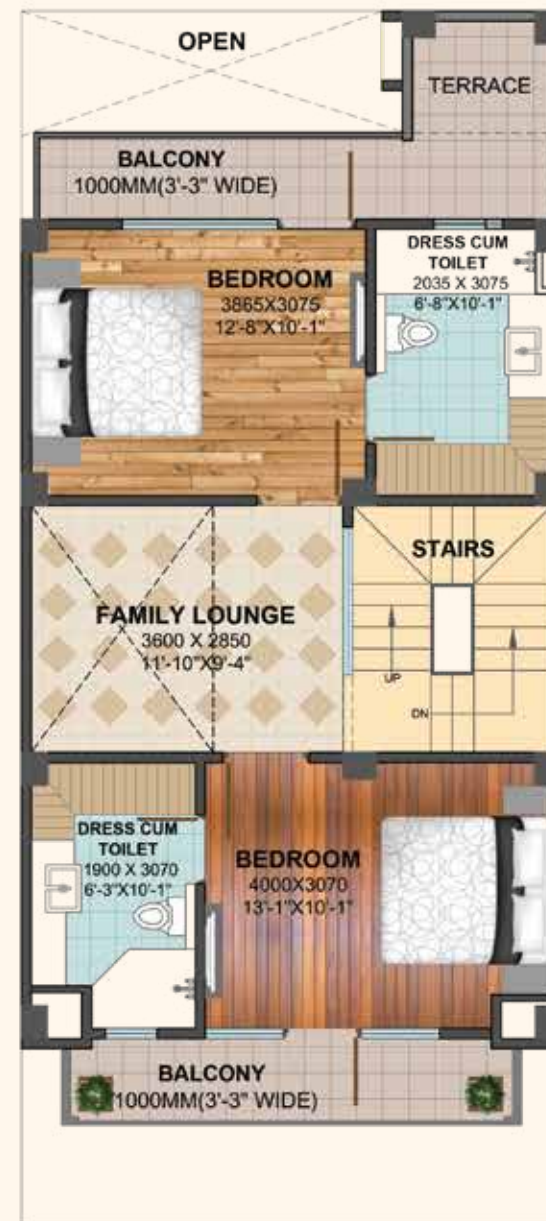 OPEN
TERRACE
BALCONY
1000MM(3'-3" WIDE)
DRESS CUM
TOILET
2035 X 3075
6'-8"X10'-1"
BEDROOM
3865X3075
12'-8"X10'-1"
STAIRS
FAMILY LOUNGE
3600 X 2850
11'-10"X9'-4"
UP
DN
DRESS CUM
TOILET
1900 X 3070
6'-3"X10'-1"
BEDROOM
4000X3070
13'-1"X10'-1"
BALCONY
1000MM(3'-3" WIDE)